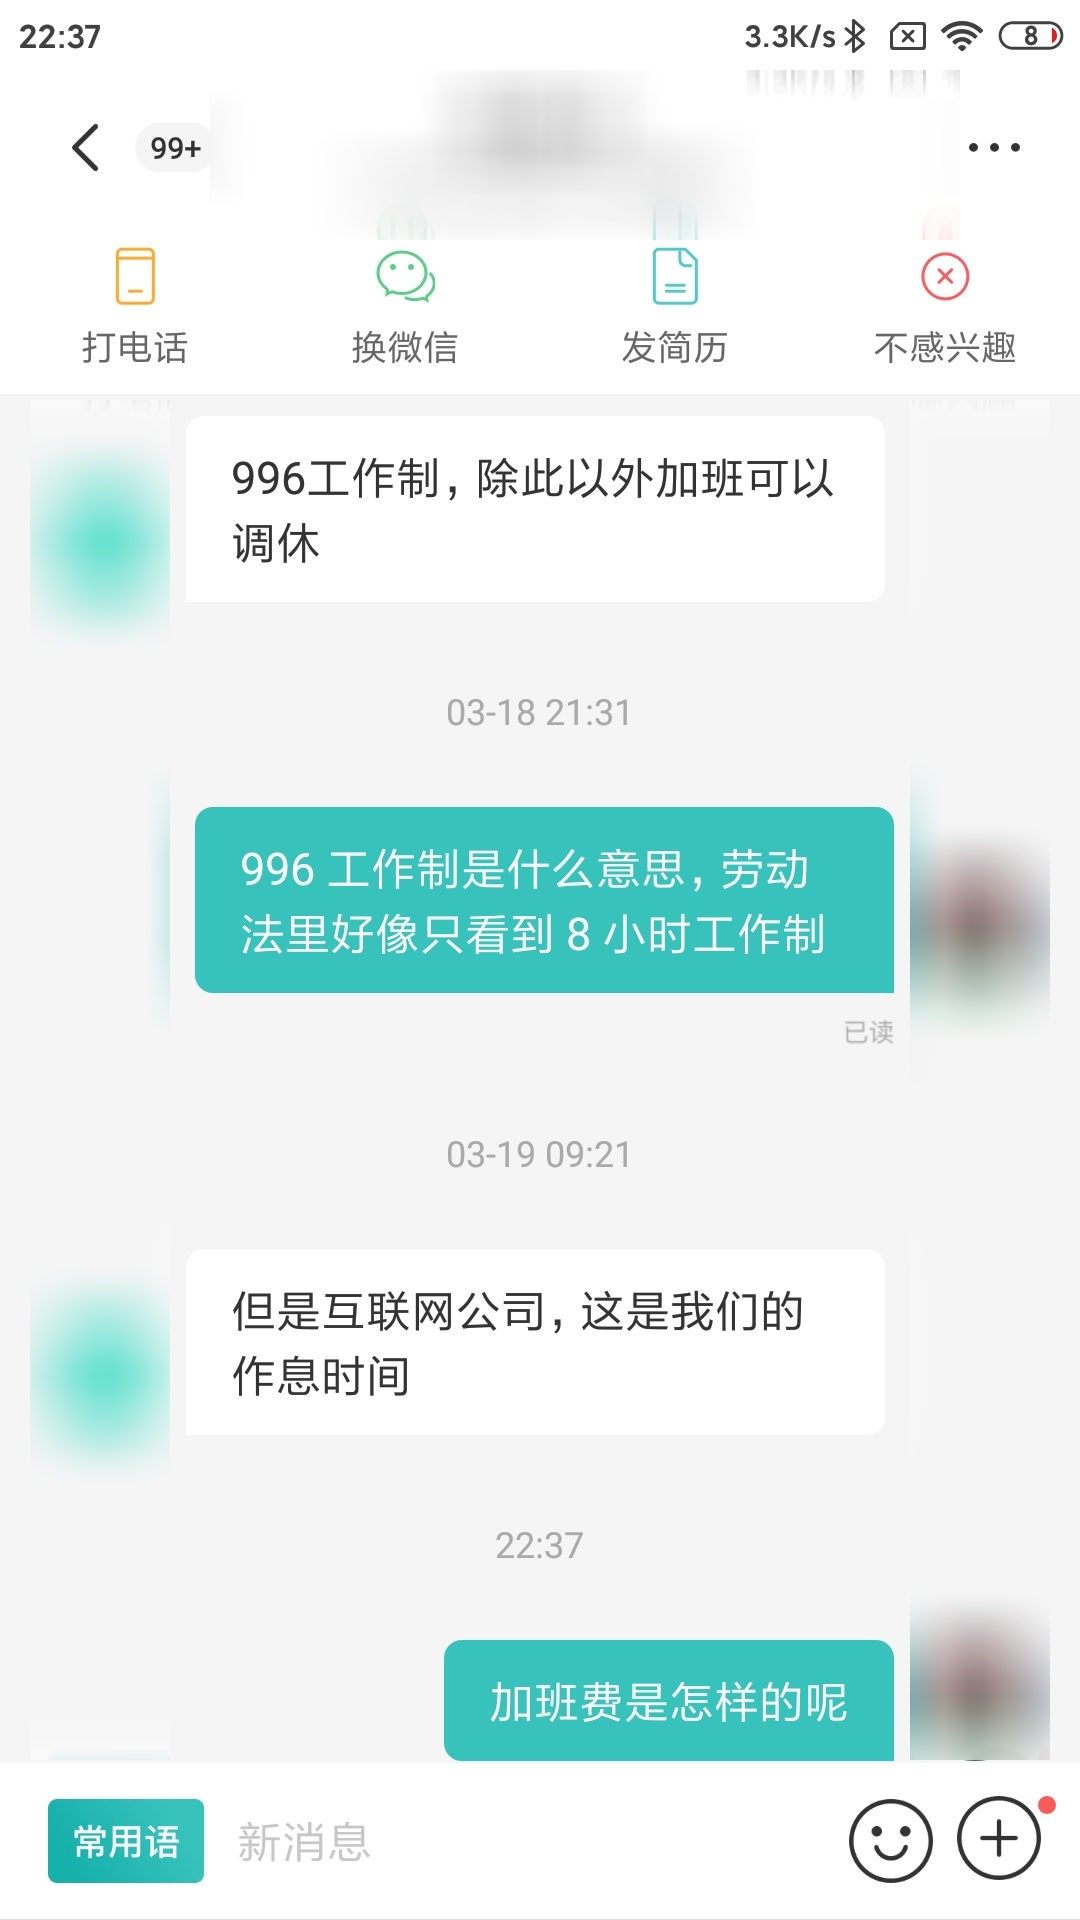 22:37 3.3K/s 8
99+
打电话 换微信 发简历 不感兴趣
996工作制，除此以外加班可以
调休
03-18 21:31
996 工作制是什么意思，劳动
法里好像只看到 8 小时工作制
已读
03-19 09:21
但是互联网公司，这是我们的
作息时间
22:37
加班费是怎样的呢
常用语 新消息